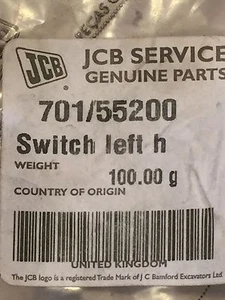 PEÇAS
JCB
JCB SERVICE
GENUINE PARTS
701/55200
Switch left h
WEIGHT
100.00 g
COUNTRY OF ORIGIN
UNITED KINGDOM
The JCB logo is a registered Trade Mark of J C Bamford Excavators Ltd.